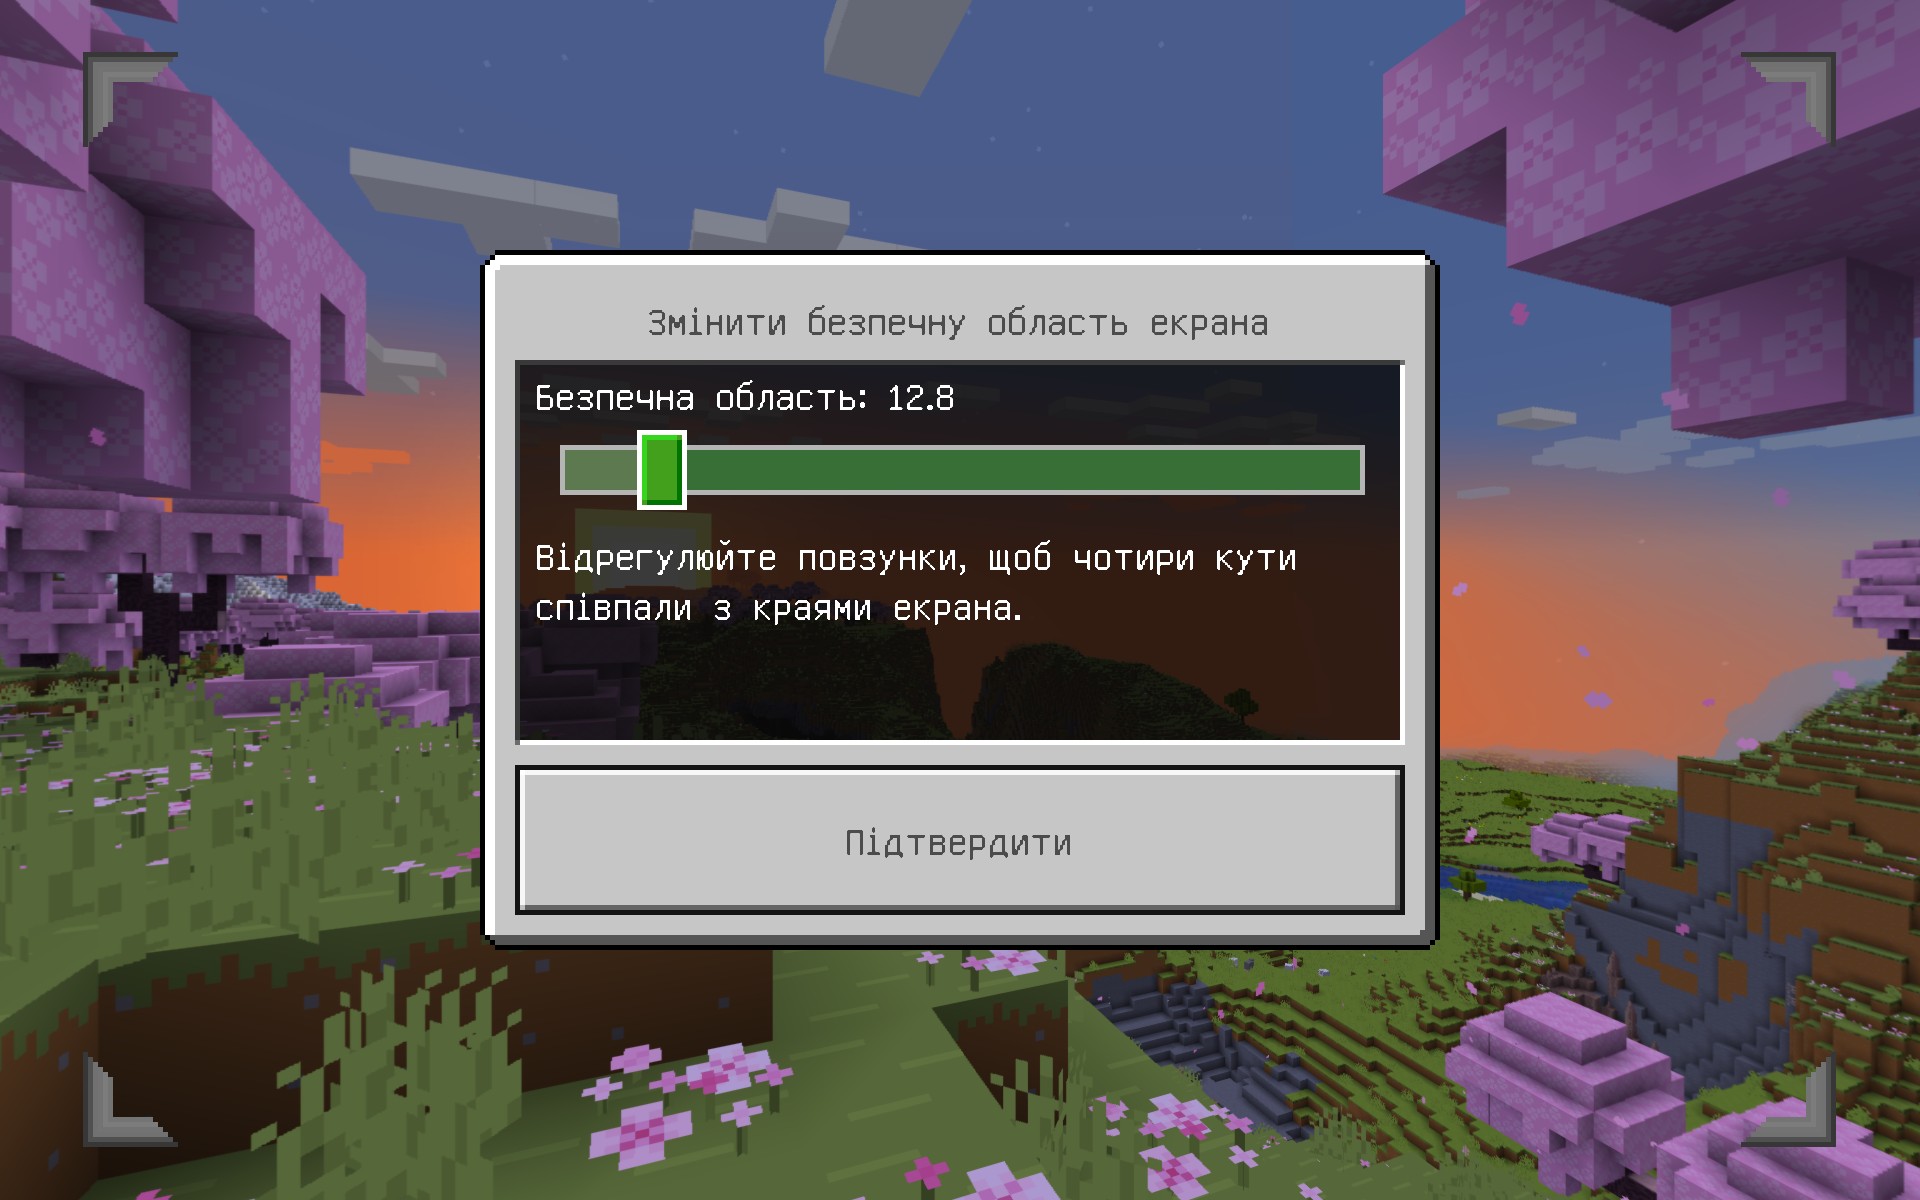 Змінити безпечну область екрана
Безпечна область: 12.8
Відрегулюйте повзунки, щоб чотири кути
співпали з краями екрана.
Підтвердити